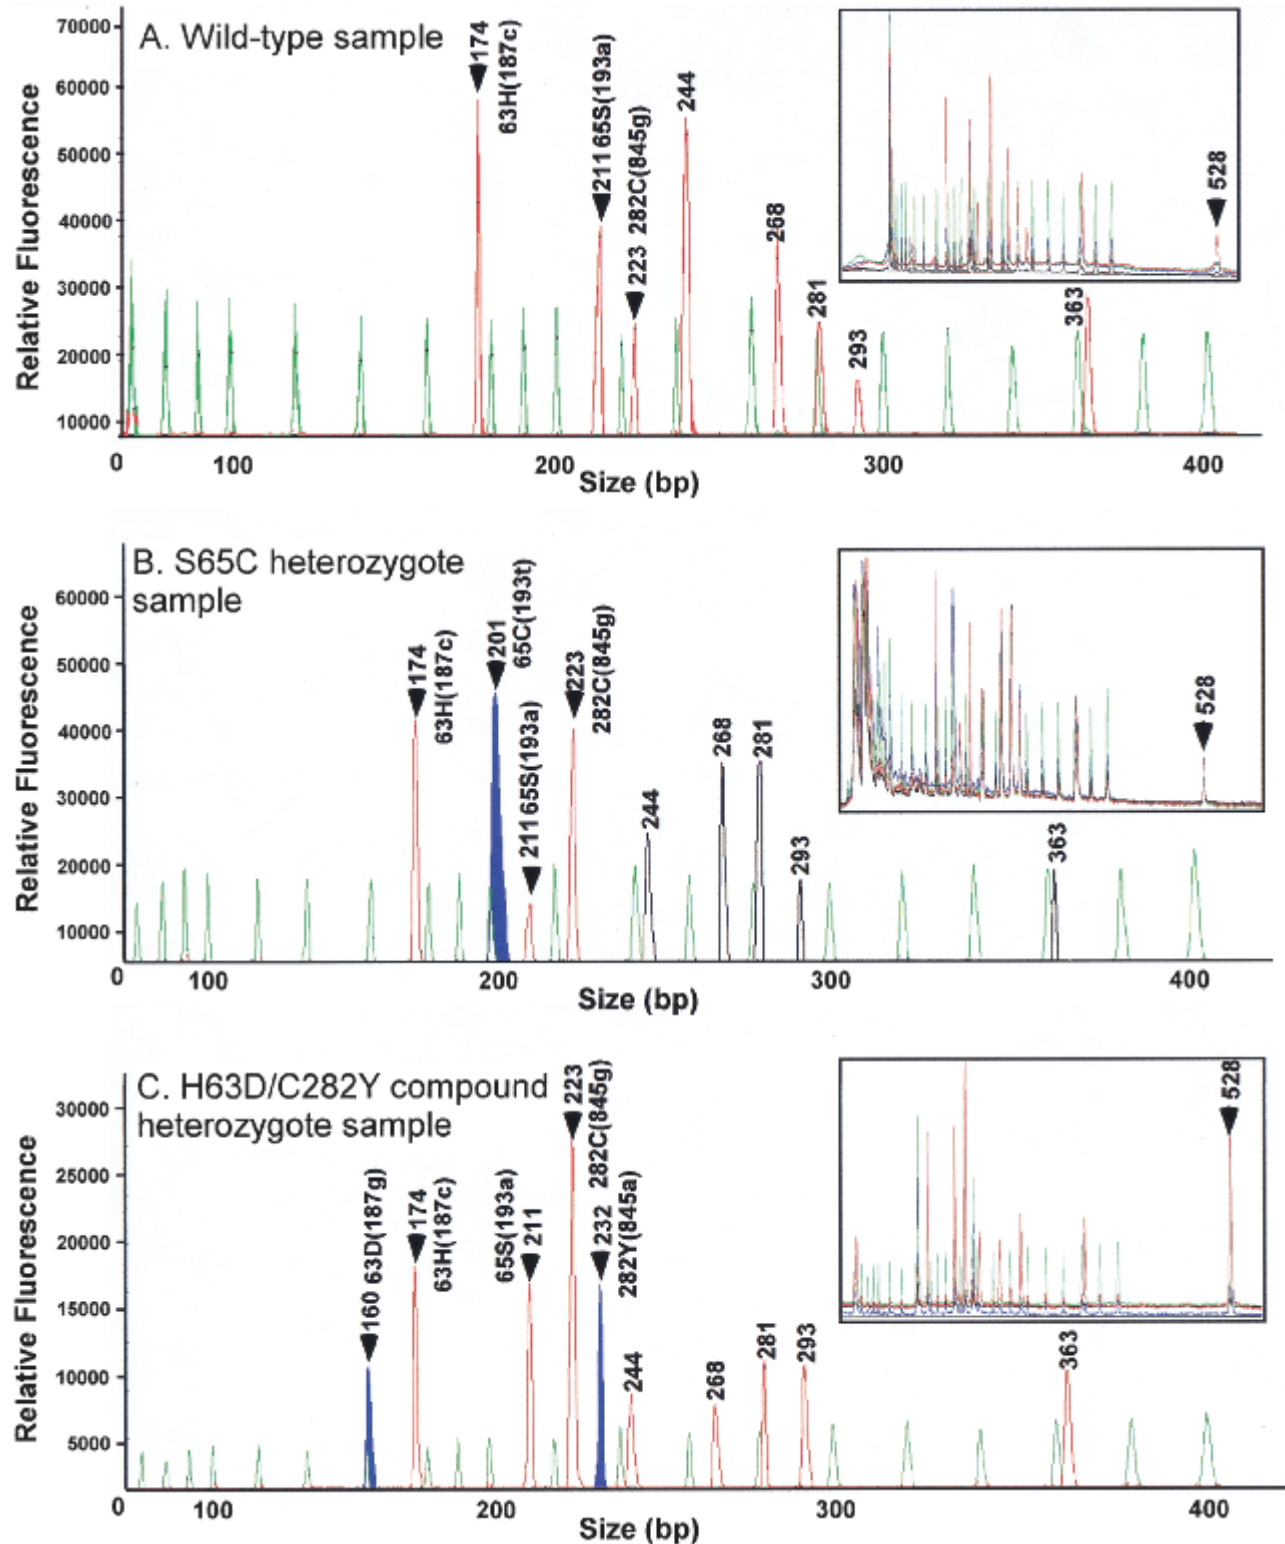 A. Wild-type sample
Relative Fluorescence
70000
60000
50000
40000
30000
20000
10000
174
63H(187c)
211 65S(193a)
223 282C(845g)
244
268
281
293
363
528
0 100 200 300 400
Size (bp)
B. S65C heterozygote
sample
Relative Fluorescence
60000
50000
40000
30000
20000
10000
174
63H(187c)
201
65C(193t)
211 65S(193a)
223
282C(845g)
244
268
281
293
363
528
0 100 200 300 400
Size (bp)
C. H63D/C282Y compound
heterozygote sample
Relative Fluorescence
30000
25000
20000
15000
10000
5000
160 63D(187g)
174
63H(187c)
65S(193a)
211
223
282C(845g)
232
282Y(845a)
244
268
281
293
363
528
0 100 200 300 400
Size (bp)